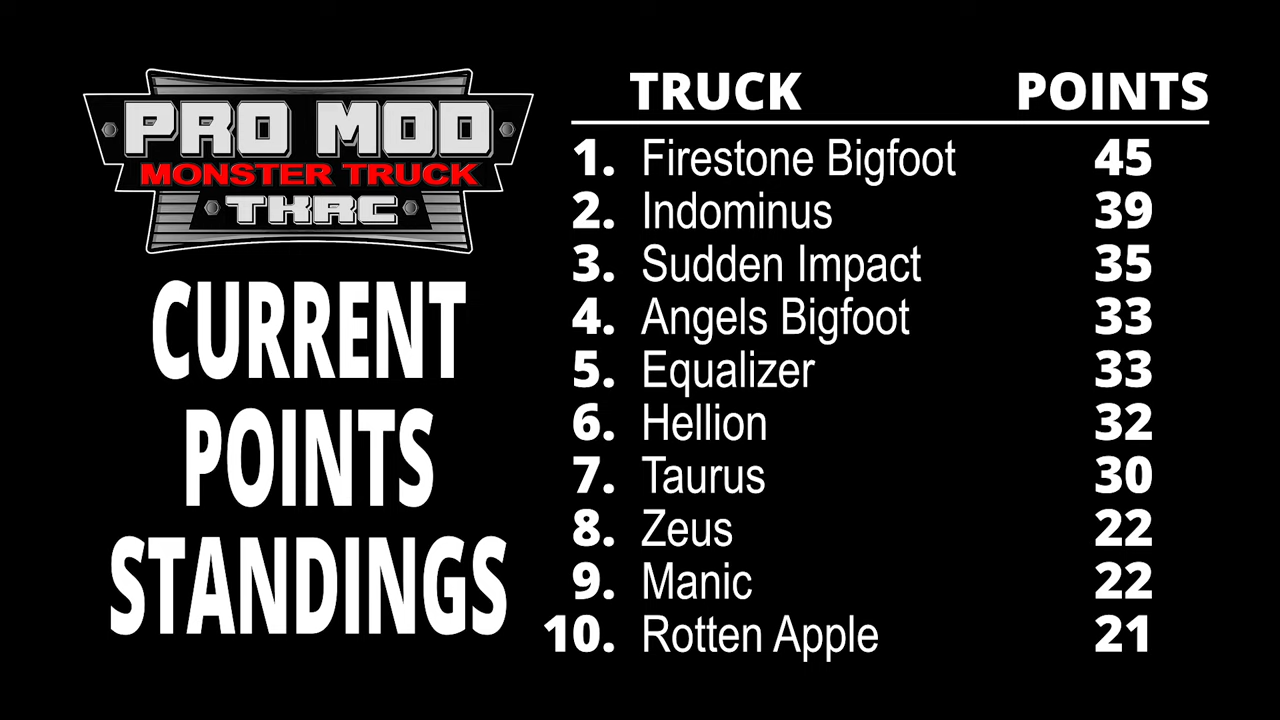 PRO MOD
MONSTER TRUCK
TKRC
CURRENT
POINTS
STANDINGS
TRUCK POINTS
1. Firestone Bigfoot 45
2. Indominus 39
3. Sudden Impact 35
4. Angels Bigfoot 33
5. Equalizer 33
6. Hellion 32
7. Taurus 30
8. Zeus 22
9. Manic 22
10. Rotten Apple 21